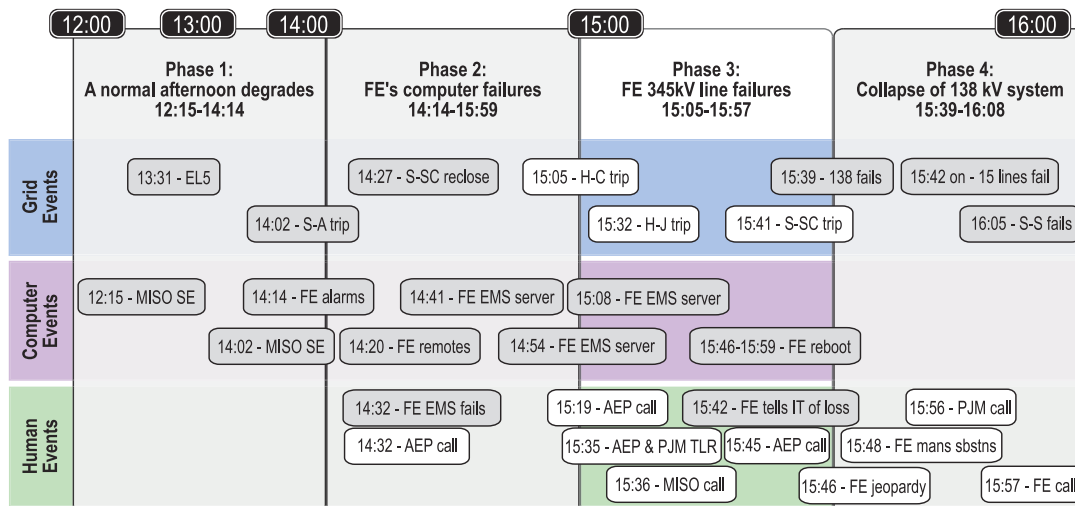 12:00
13:00
14:00
15:00
16:00
Phase 1:
A normal afternoon degrades
12:15-14:14
Phase 2:
FE's computer failures
14:14-15:59
Phase 3:
FE 345kV line failures
15:05-15:57
Phase 4:
Collapse of 138 kV system
15:39-16:08
Grid
Events
13:31 - EL5
14:27 - S-SC reclose
15:05 - H-C trip
15:39 - 138 fails
15:42 on - 15 lines fail
14:02 - S-A trip
15:32 - H-J trip
15:41 - S-SC trip
16:05 - S-S fails
Computer
Events
12:15 - MISO SE
14:14 - FE alarms
14:41 - FE EMS server
15:08 - FE EMS server
14:02 - MISO SE
14:20 - FE remotes
14:54 - FE EMS server
15:46-15:59 - FE reboot
Human
Events
14:32 - FE EMS fails
15:19 - AEP call
15:42 - FE tells IT of loss
15:56 - PJM call
14:32 - AEP call
15:35 - AEP & PJM TLR
15:45 - AEP call
15:48 - FE mans sbstns
15:36 - MISO call
15:46 - FE jeopardy
15:57 - FE call